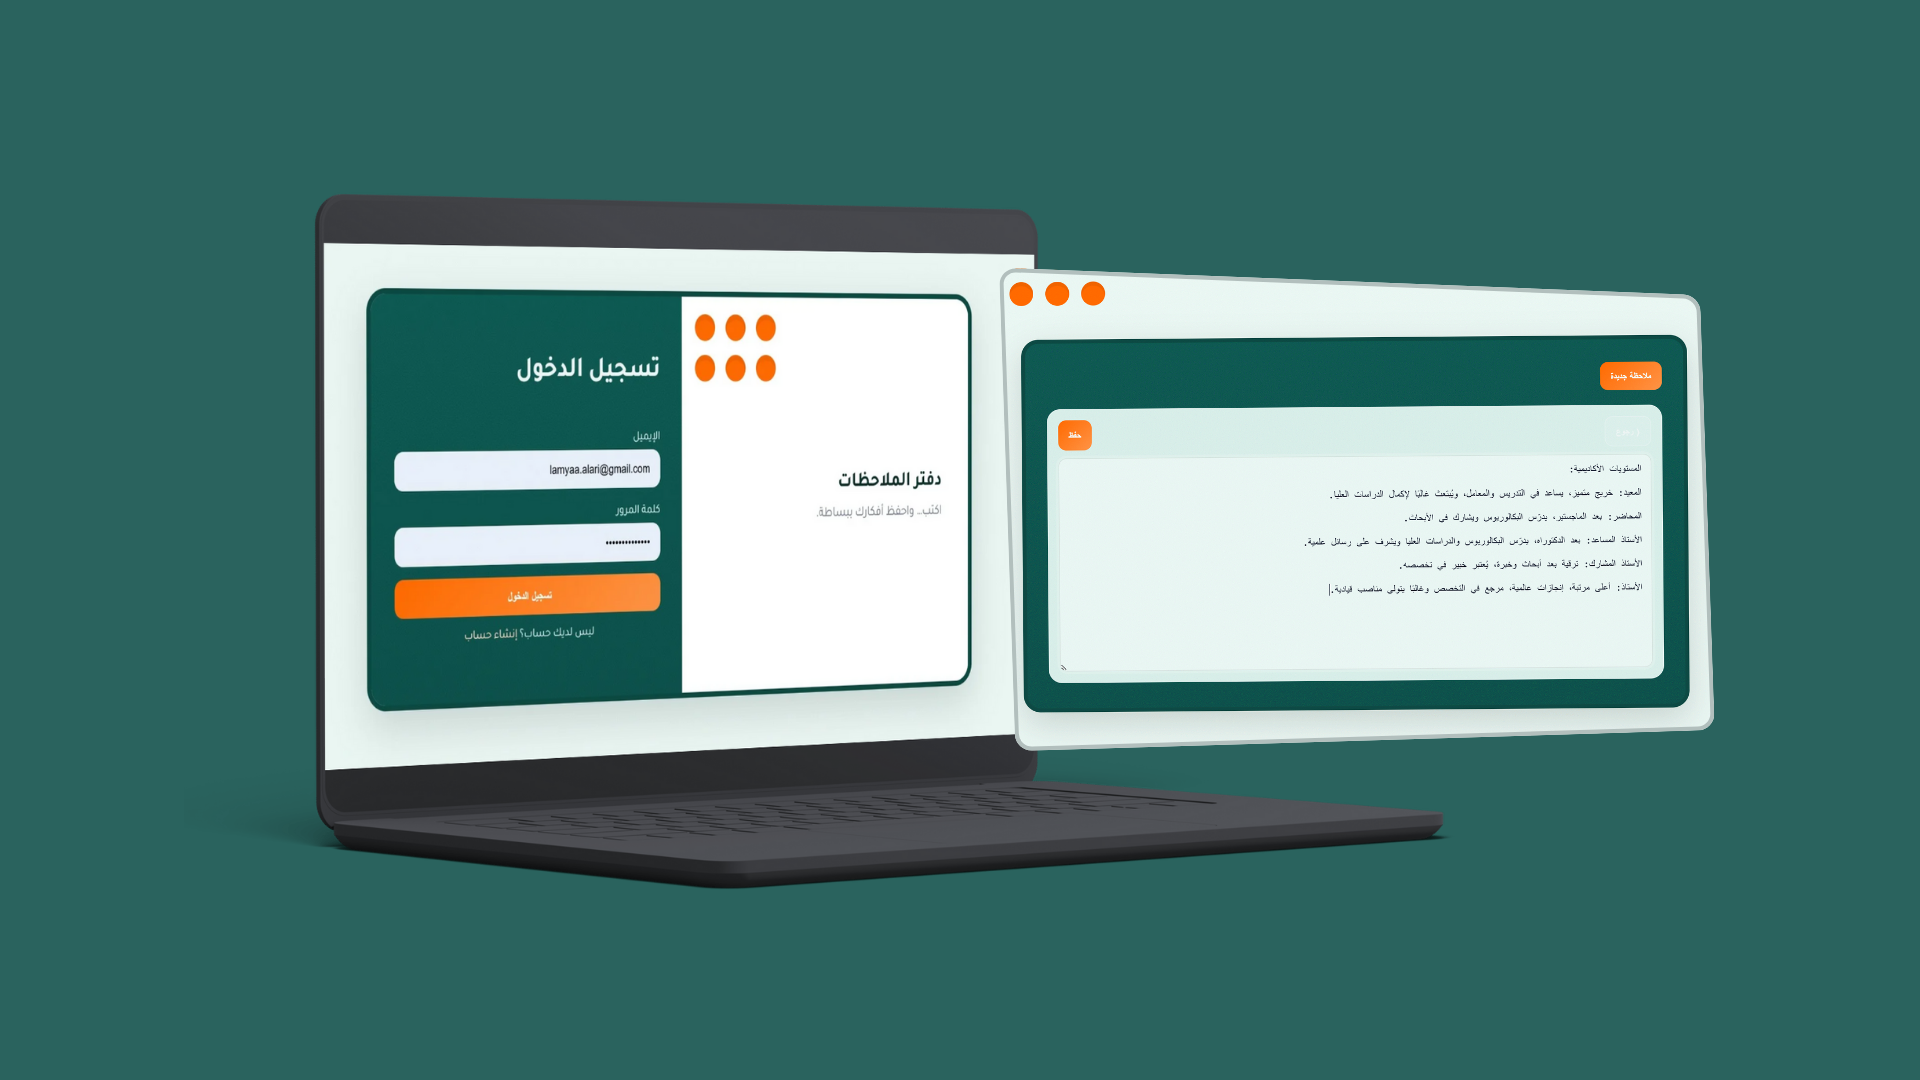 تسجيل الدخول
الإيميل
lamyaa.alari@gmail.com
كلمة المرور
••••••••••••••
تسجيل الدخول
ليس لديك حساب؟ إنشاء حساب
دفتر الملاحظات
اكتب... واحفظ أفكارك ببساطة.
ملاحظة جديدة
حفظ
المستويات الأكاديمية:
المعيد: خريج متميز، يساعد في التدريس والمعامل، ويُبتعث غالبًا لإكمال الدراسات العليا.
المحاضر: بعد الماجستير، يدرّس البكالوريوس ويشارك في الأبحاث.
الأستاذ المساعد: بعد الدكتوراه، يدرّس البكالوريوس والدراسات العليا ويشرف على رسائل علمية.
الأستاذ المشارك: ترقية بعد أبحاث وخبرة، يُعتبر خبير في تخصصه.
الأستاذ: أعلى مرتبة، إنجازات عالمية، مرجع في التخصص وغالبًا يتولى مناصب قيادية.